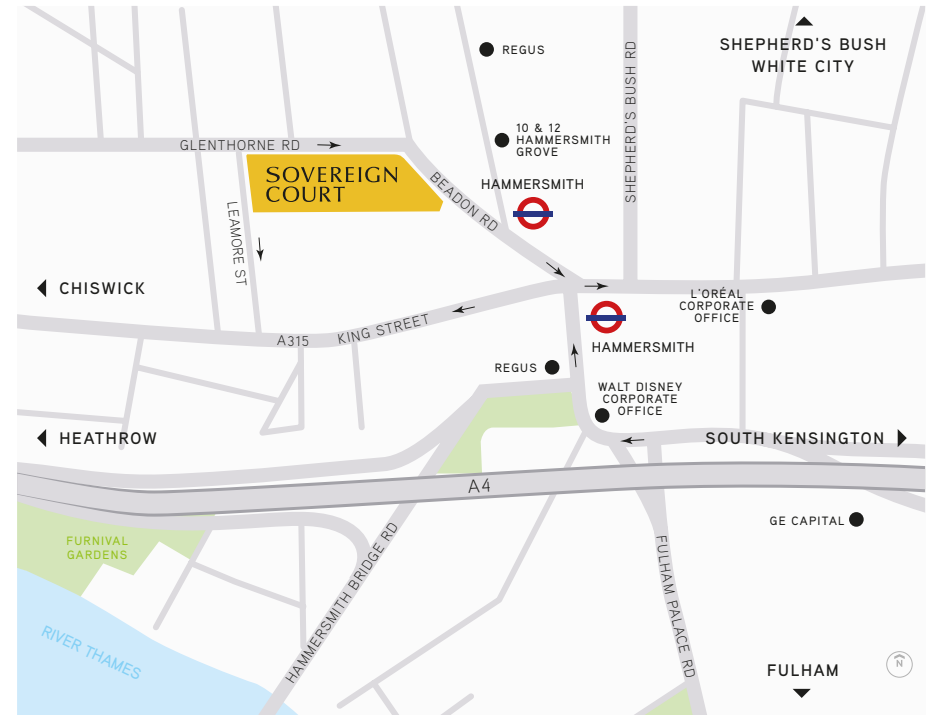 SHEPHERD'S BUSH
WHITE CITY
REGUS
SHEPHERD'S BUSH RD
10 & 12
HAMMERSMITH
GROVE
GLENTHORNE RD
SOVEREIGN
COURT
BEADON RD
HAMMERSMITH
LEAMORE ST
CHISWICK
L'ORÉAL
CORPORATE
OFFICE
A315
KING STREET
HAMMERSMITH
REGUS
WALT DISNEY
CORPORATE
OFFICE
HEATHROW
SOUTH KENSINGTON
A4
GE CAPITAL
FURNIVAL
GARDENS
HAMMERSMITH BRIDGE RD
FULHAM PALACE RD
RIVER THAMES
FULHAM
N